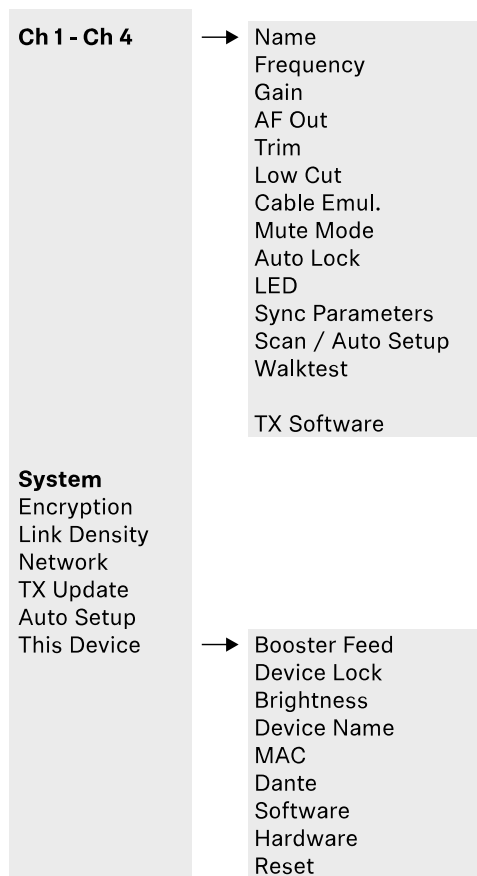 Ch 1 - Ch 4
Name
Frequency
Gain
AF Out
Trim
Low Cut
Cable Emul.
Mute Mode
Auto Lock
LED
Sync Parameters
Scan / Auto Setup
Walktest
TX Software
System
Encryption
Link Density
Network
TX Update
Auto Setup
This Device
Booster Feed
Device Lock
Brightness
Device Name
MAC
Dante
Software
Hardware
Reset